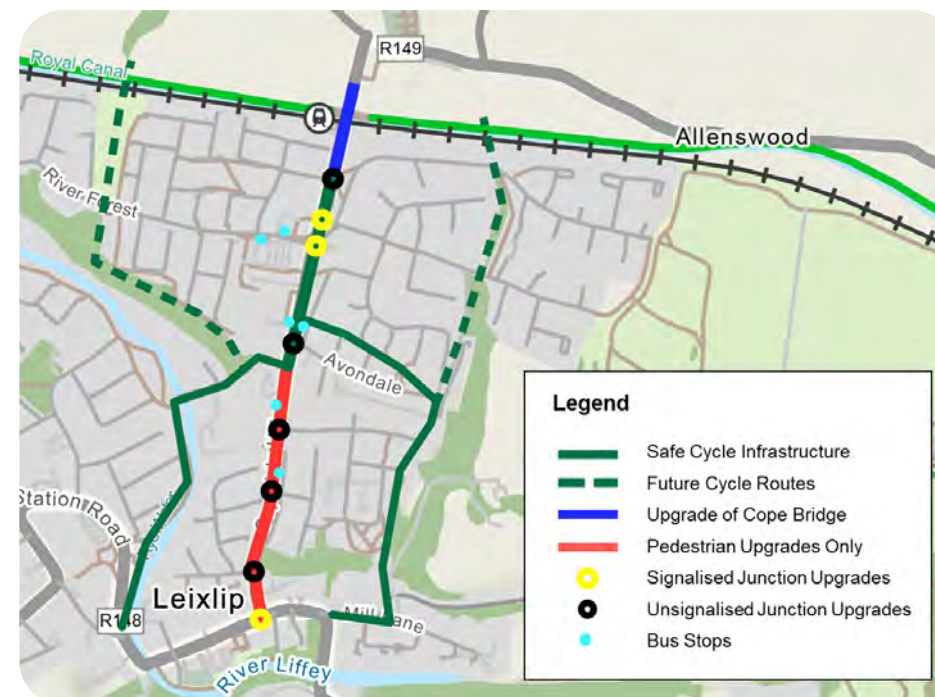 R149
Royal Canal
Allenswood
River Forest
Avondale
Station Road
Leixlip
R148
Mill Lane
River Liffey
Legend
Safe Cycle Infrastructure
Future Cycle Routes
Upgrade of Cope Bridge
Pedestrian Upgrades Only
Signalised Junction Upgrades
Unsignalised Junction Upgrades
Bus Stops